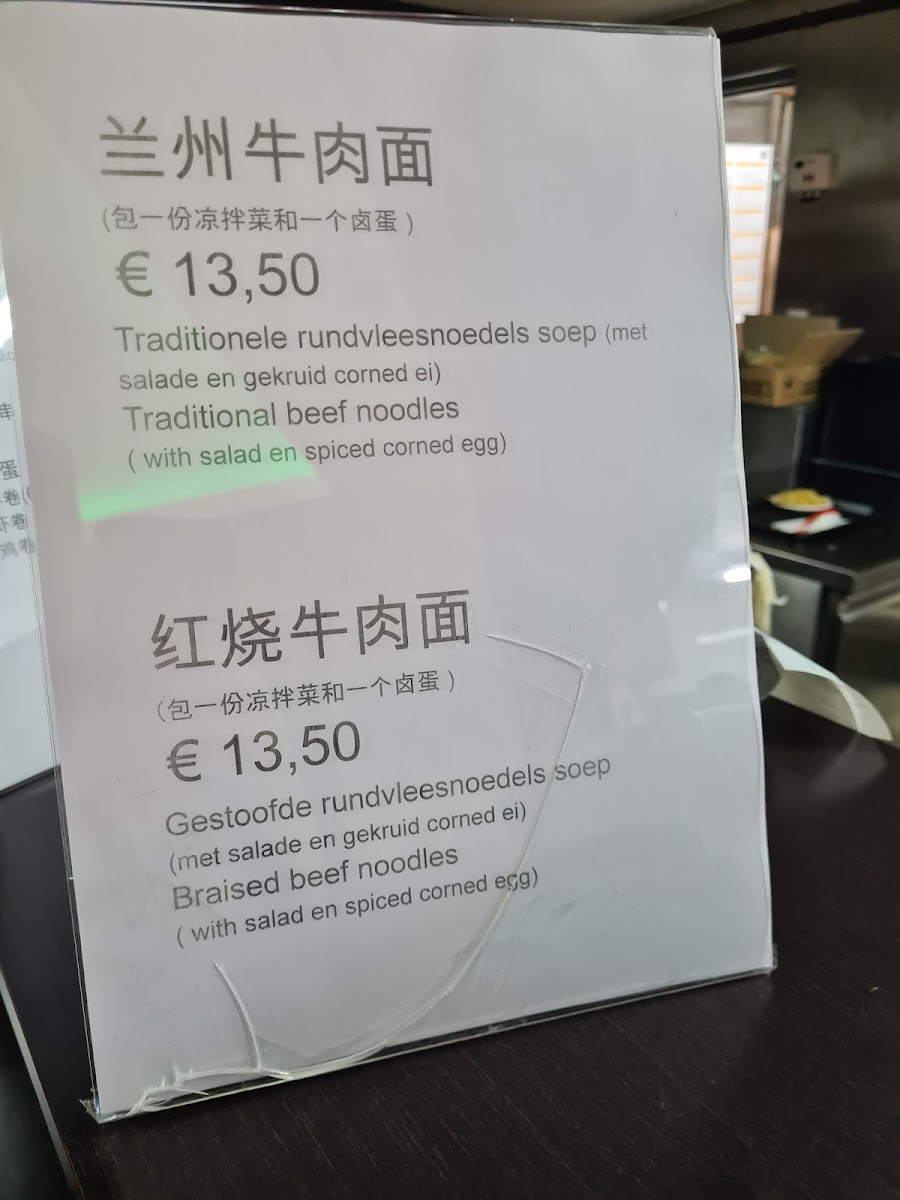 兰州牛肉面
(包一份凉拌菜和一个卤蛋 )
€ 13,50
Traditionele rundvleesnoedels soep (met
salade en gekruid corned ei)
Traditional beef noodles
( with salad en spiced corned egg)
红烧牛肉面
(包一份凉拌菜和一个卤蛋 )
€ 13,50
Gestoofde rundvleesnoedels soep
(met salade en gekruid corned ei)
Braised beef noodles
( with salad en spiced corned egg)